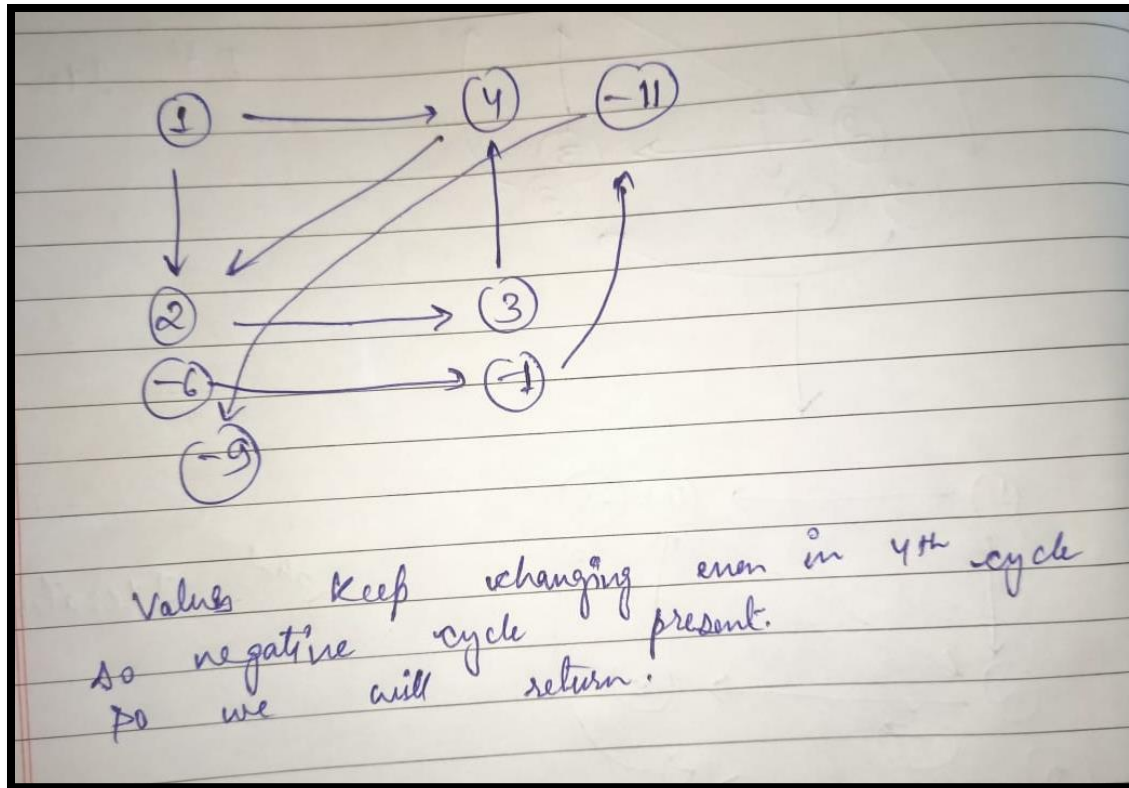 1 4 -11
2 3
-6 -1
-9
Values keep changing even in 4th cycle
so negative cycle present.
so we will return.